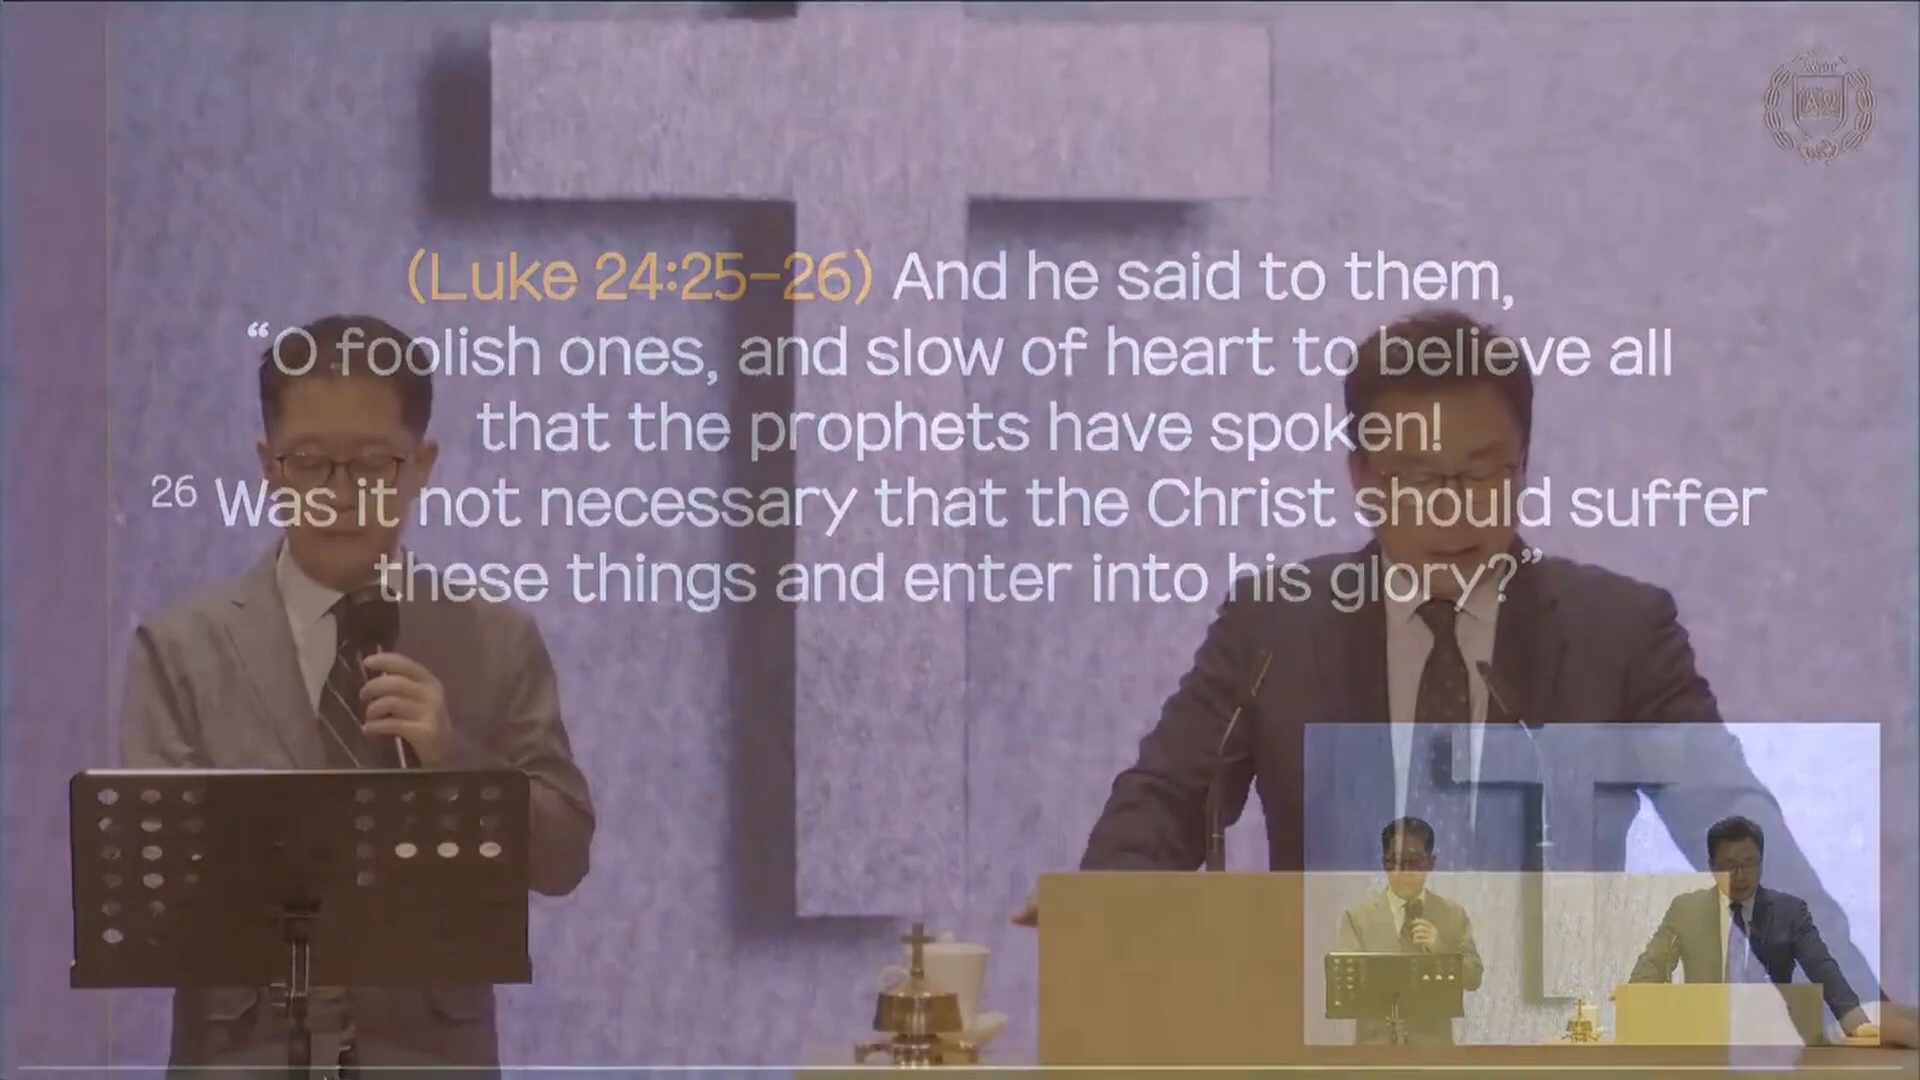 (Luke 24:25–26) And he said to them,
“O foolish ones, and slow of heart to believe all
that the prophets have spoken!
26 Was it not necessary that the Christ should suffer
these things and enter into his glory?”